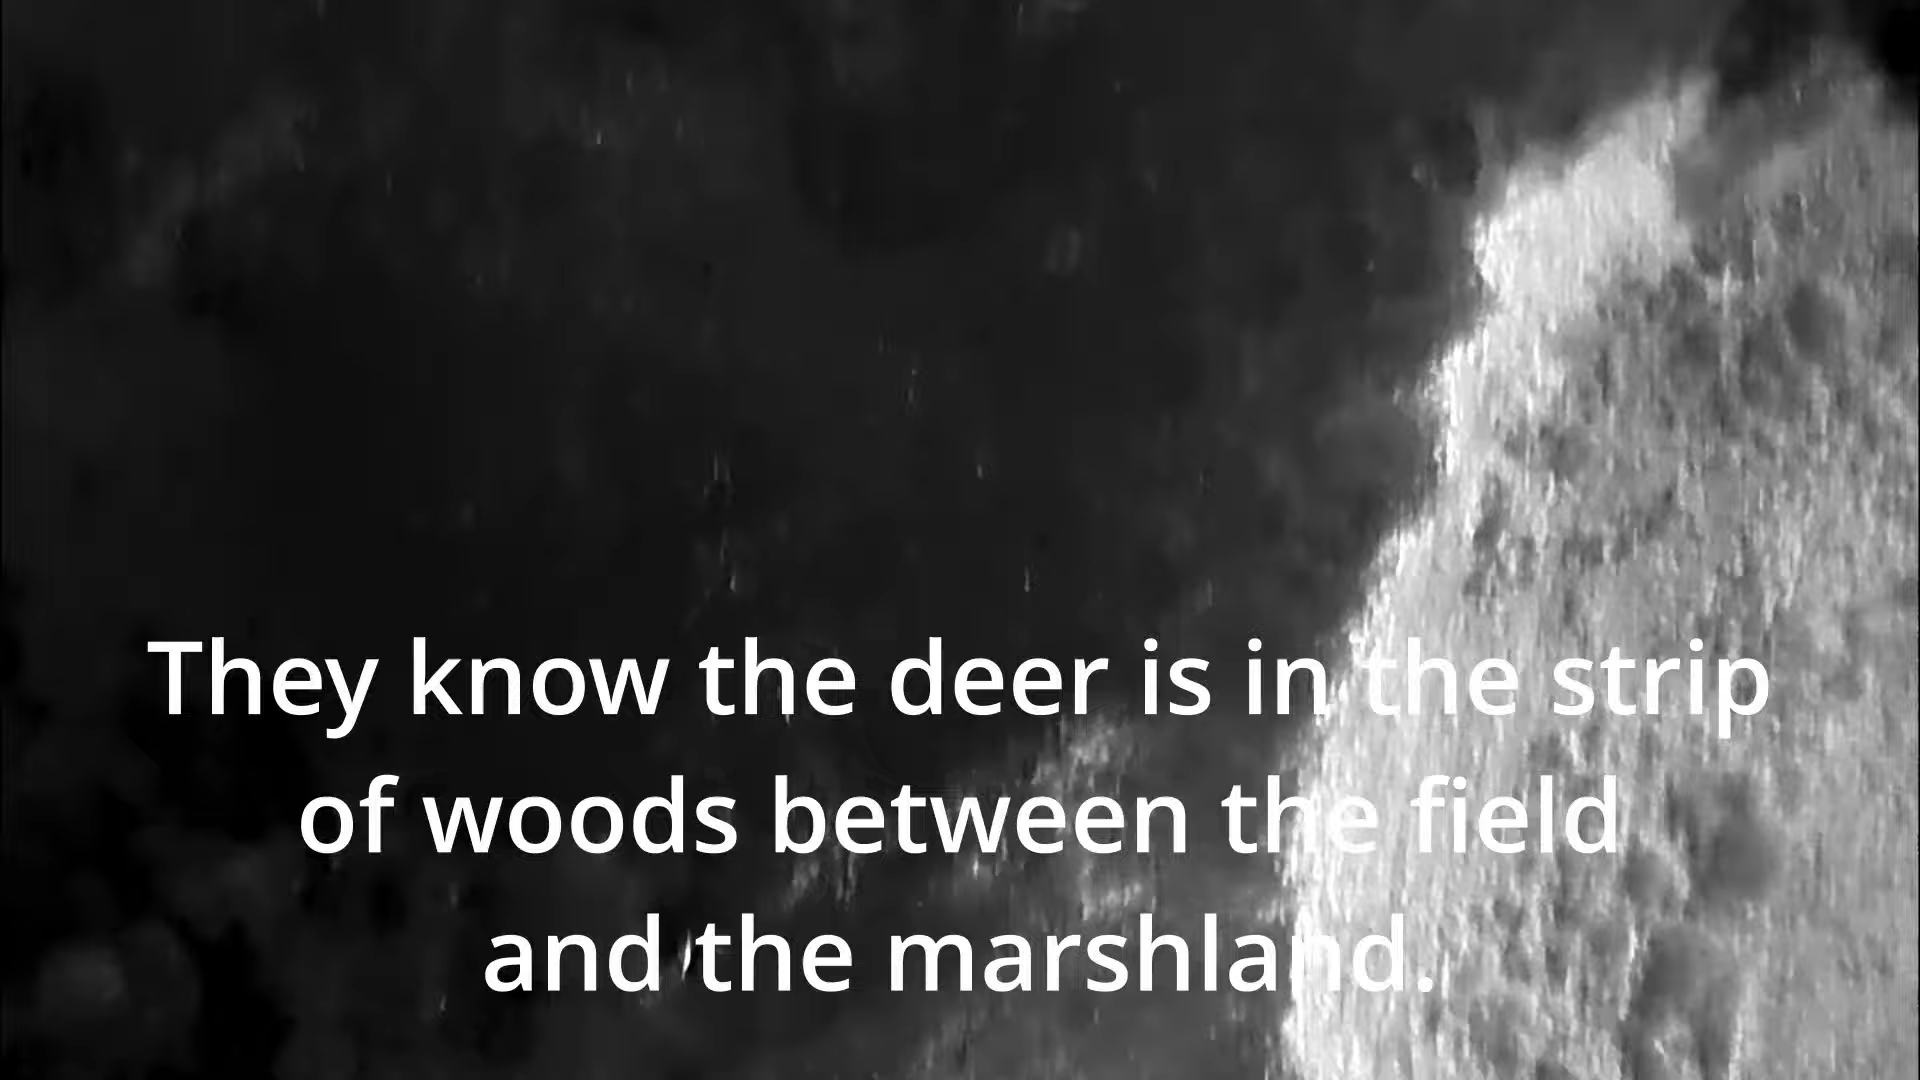 They know the deer is in the strip
of woods between the field
and the marshland.